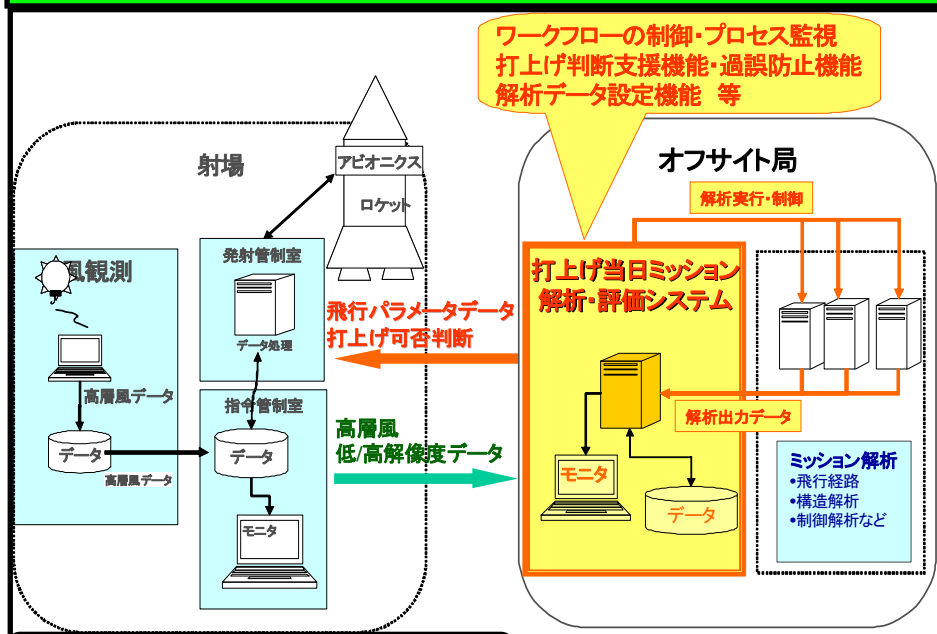 ワークフローの制御・プロセス監視
打上げ判断支援機能・過誤防止機能
解析データ設定機能 等
射場
アビオニクス
ロケット
風観測
高層風データ
データ
高層風データ
発射管制室
データ処理
指令管制室
データ
モニタ
飛行パラメータデータ
打上げ可否判断
高層風
低/高解像度データ
オフサイト局
解析実行・制御
打上げ当日ミッション
解析・評価システム
モニタ
データ
解析出力データ
ミッション解析
•飛行経路
•構造解析
•制御解析など